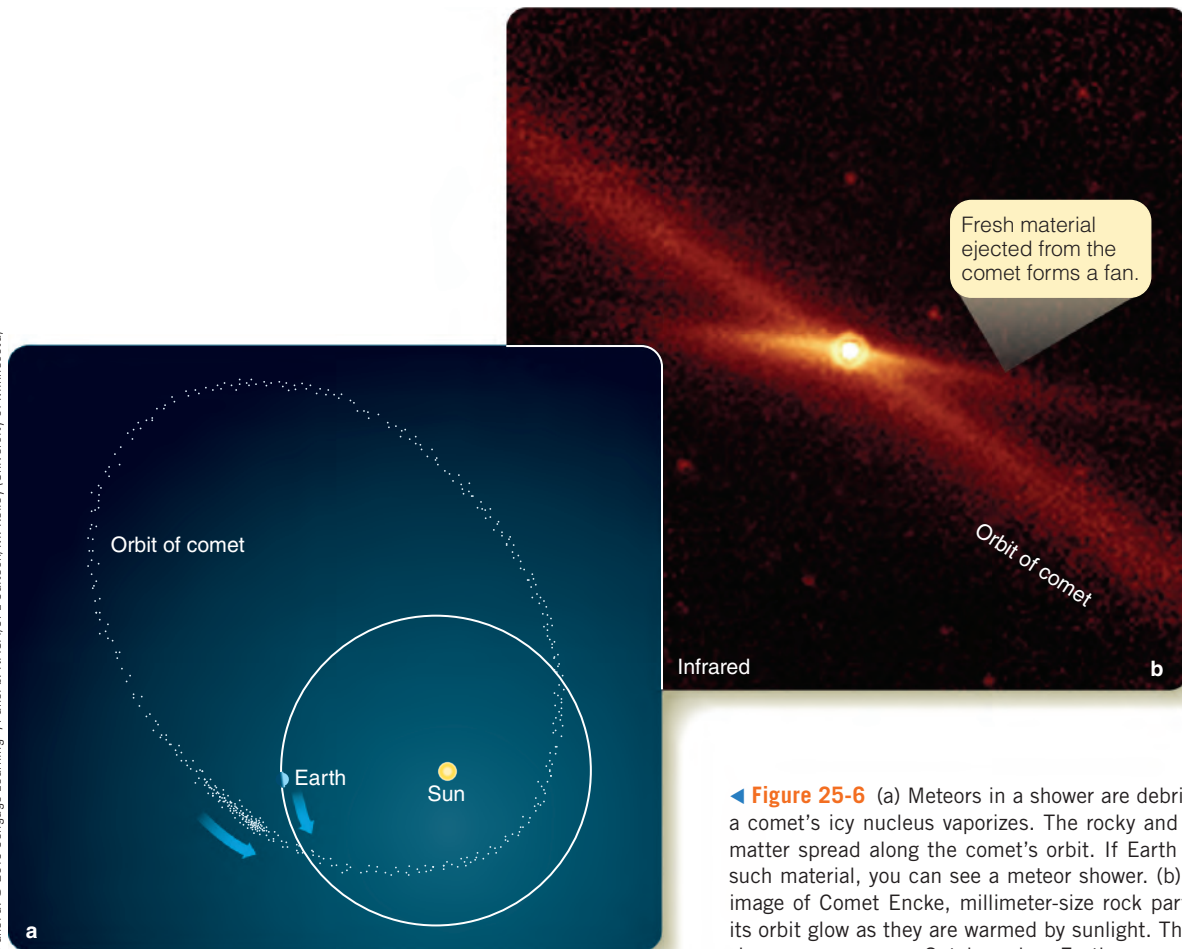 Fresh material
ejected from the
comet forms a fan.
Orbit of comet
Infrared
b
Orbit of comet
Earth
Sun
a
◀ Figure 25-6 (a) Meteors in a shower are debri
a comet's icy nucleus vaporizes. The rocky and
matter spread along the comet's orbit. If Earth
such material, you can see a meteor shower. (b)
image of Comet Encke, millimeter-size rock par
its orbit glow as they are warmed by sunlight. Th